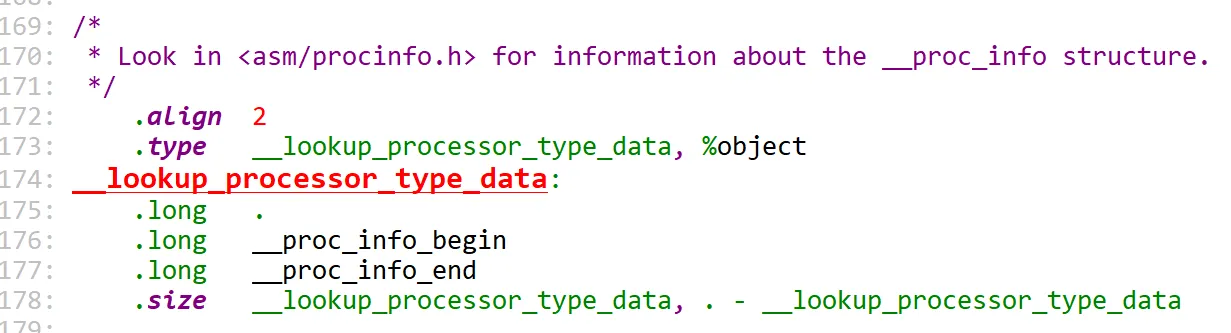 169: /*
170:  * Look in <asm/procinfo.h> for information about the __proc_info structure.
171:  */
172:     .align  2
173:     .type   __lookup_processor_type_data, %object
174: __lookup_processor_type_data:
175:     .long   .
176:     .long   __proc_info_begin
177:     .long   __proc_info_end
178:     .size   __lookup_processor_type_data, . - __lookup_processor_type_data
179: